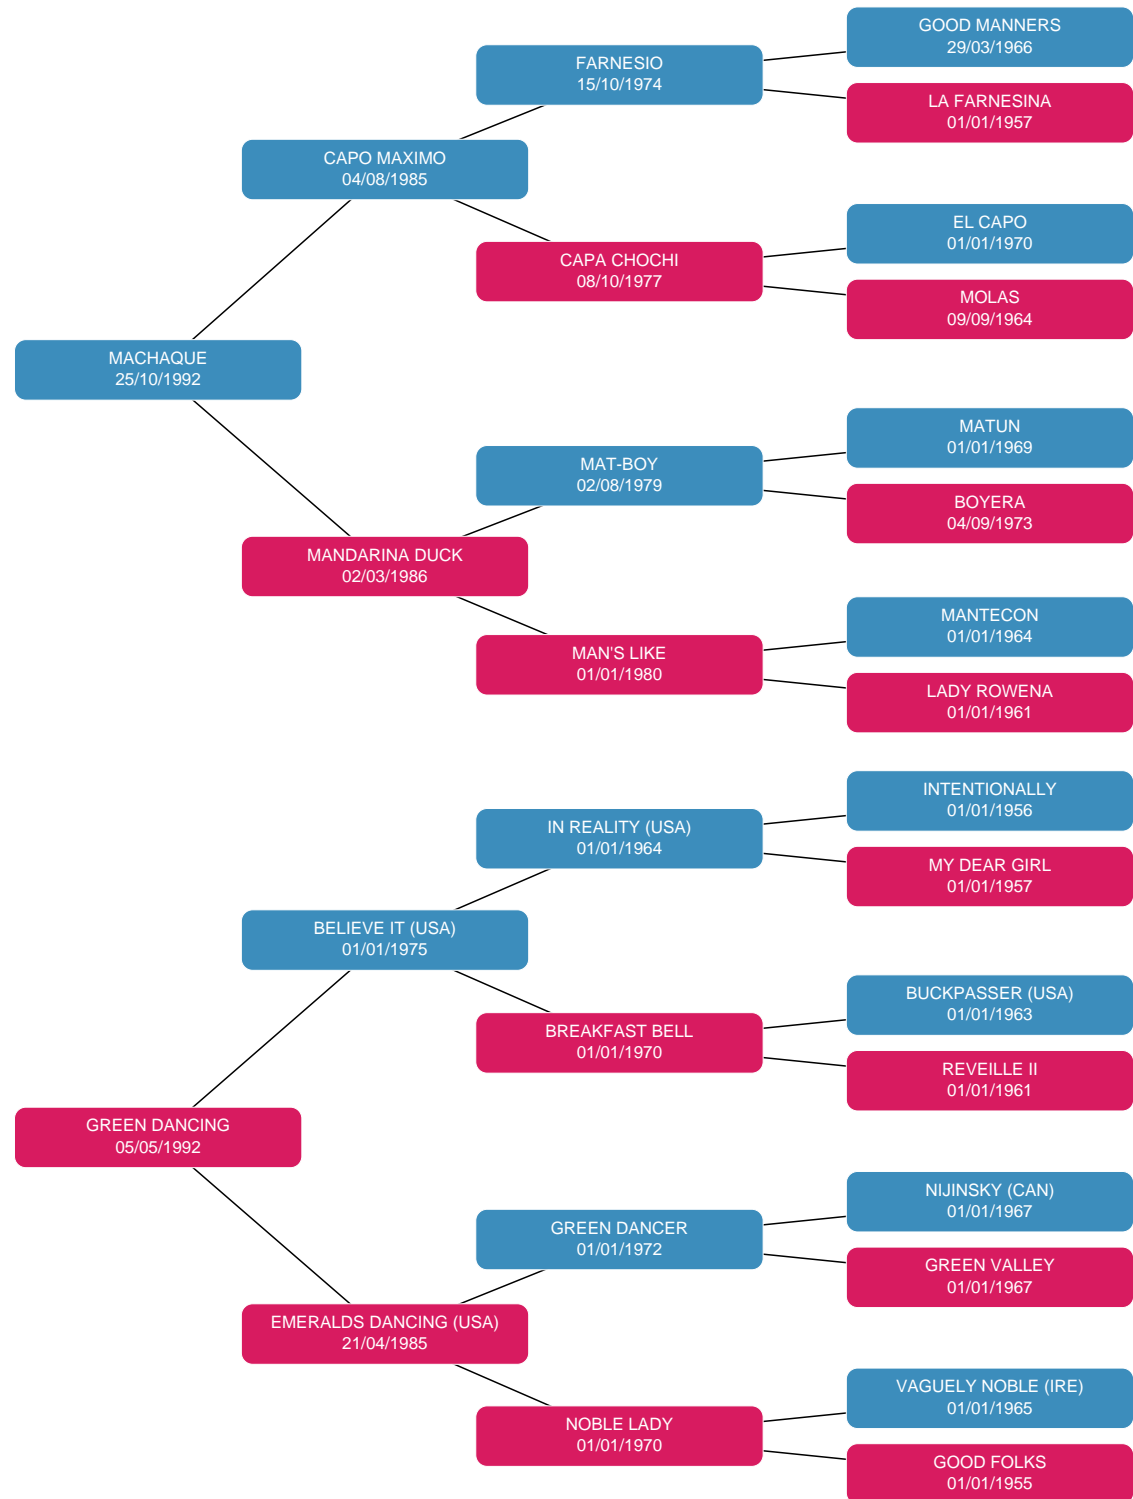 GOOD MANNERS
29/03/1966
FARNESIO
15/10/1974
LA FARNESINA
01/01/1957
CAPO MAXIMO
04/08/1985
EL CAPO
01/01/1970
CAPA CHOCHI
08/10/1977
MOLAS
09/09/1964
MACHAQUE
25/10/1992
MATUN
01/01/1969
MAT-BOY
02/08/1979
BOYERA
04/09/1973
MANDARINA DUCK
02/03/1986
MANTECON
01/01/1964
MAN'S LIKE
01/01/1980
LADY ROWENA
01/01/1961
INTENTIONALLY
01/01/1956
IN REALITY (USA)
01/01/1964
MY DEAR GIRL
01/01/1957
BELIEVE IT (USA)
01/01/1975
BUCKPASSER (USA)
01/01/1963
BREAKFAST BELL
01/01/1970
REVEILLE II
01/01/1961
GREEN DANCING
05/05/1992
NIJINSKY (CAN)
01/01/1967
GREEN DANCER
01/01/1972
GREEN VALLEY
01/01/1967
EMERALDS DANCING (USA)
21/04/1985
VAGUELY NOBLE (IRE)
01/01/1965
NOBLE LADY
01/01/1970
GOOD FOLKS
01/01/1955